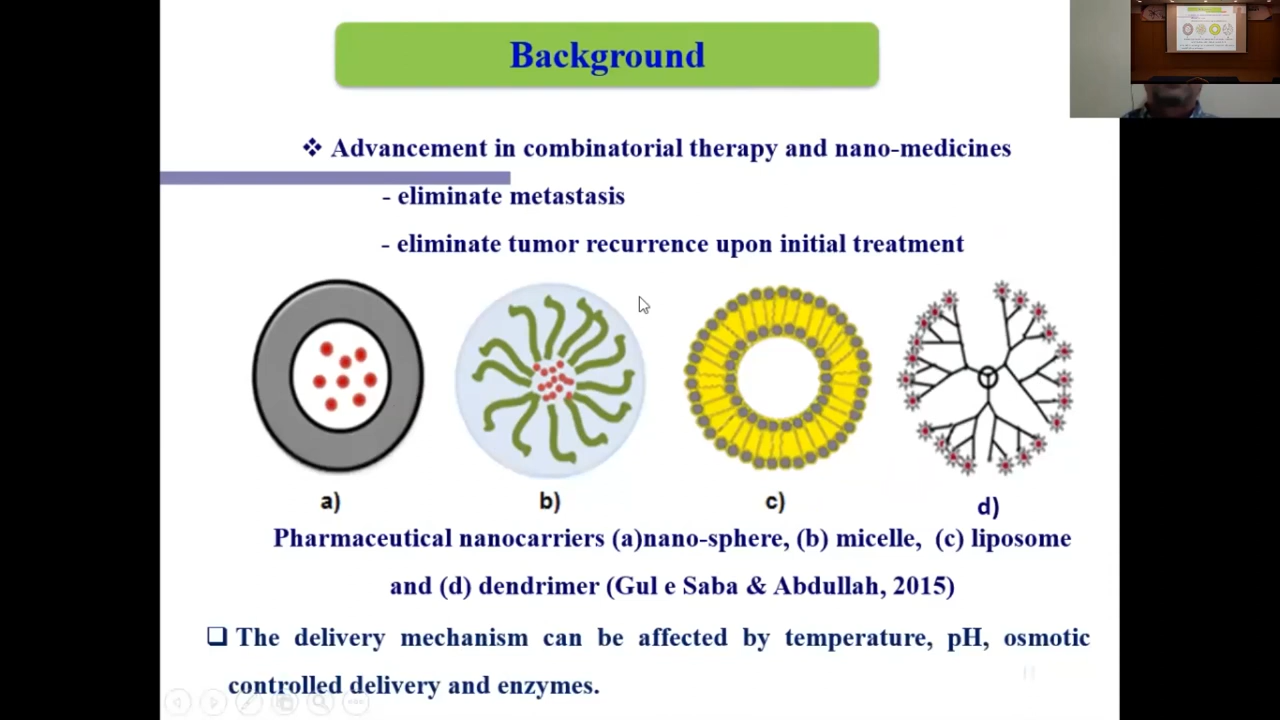 Background
❖ Advancement in combinatorial therapy and nano-medicines
- eliminate metastasis
- eliminate tumor recurrence upon initial treatment
a) b) c) d)
Pharmaceutical nanocarriers (a)nano-sphere, (b) micelle, (c) liposome
and (d) dendrimer (Gul e Saba & Abdullah, 2015)
❑ The delivery mechanism can be affected by temperature, pH, osmotic
controlled delivery and enzymes.